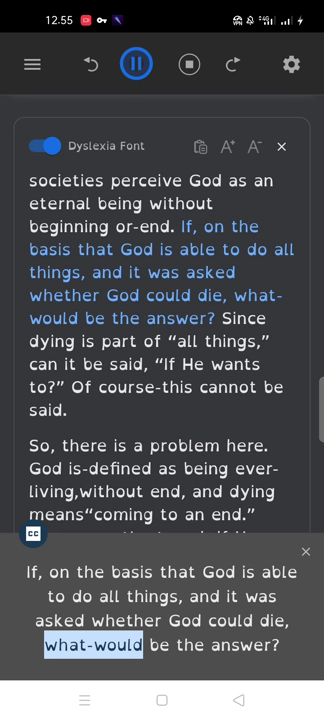 12.55
Dyslexia Font
A+
A-
societies perceive God as an
eternal being without
beginning or-end. If, on the
basis that God is able to do all
things, and it was asked
whether God could die, what-
would be the answer? Since
dying is part of “all things,”
can it be said, “If He wants
to?” Of course-this cannot be
said.
So, there is a problem here.
God is-defined as being ever-
living,without end, and dying
means“coming to an end.”
CC
If, on the basis that God is able
to do all things, and it was
asked whether God could die,
what-would be the answer?